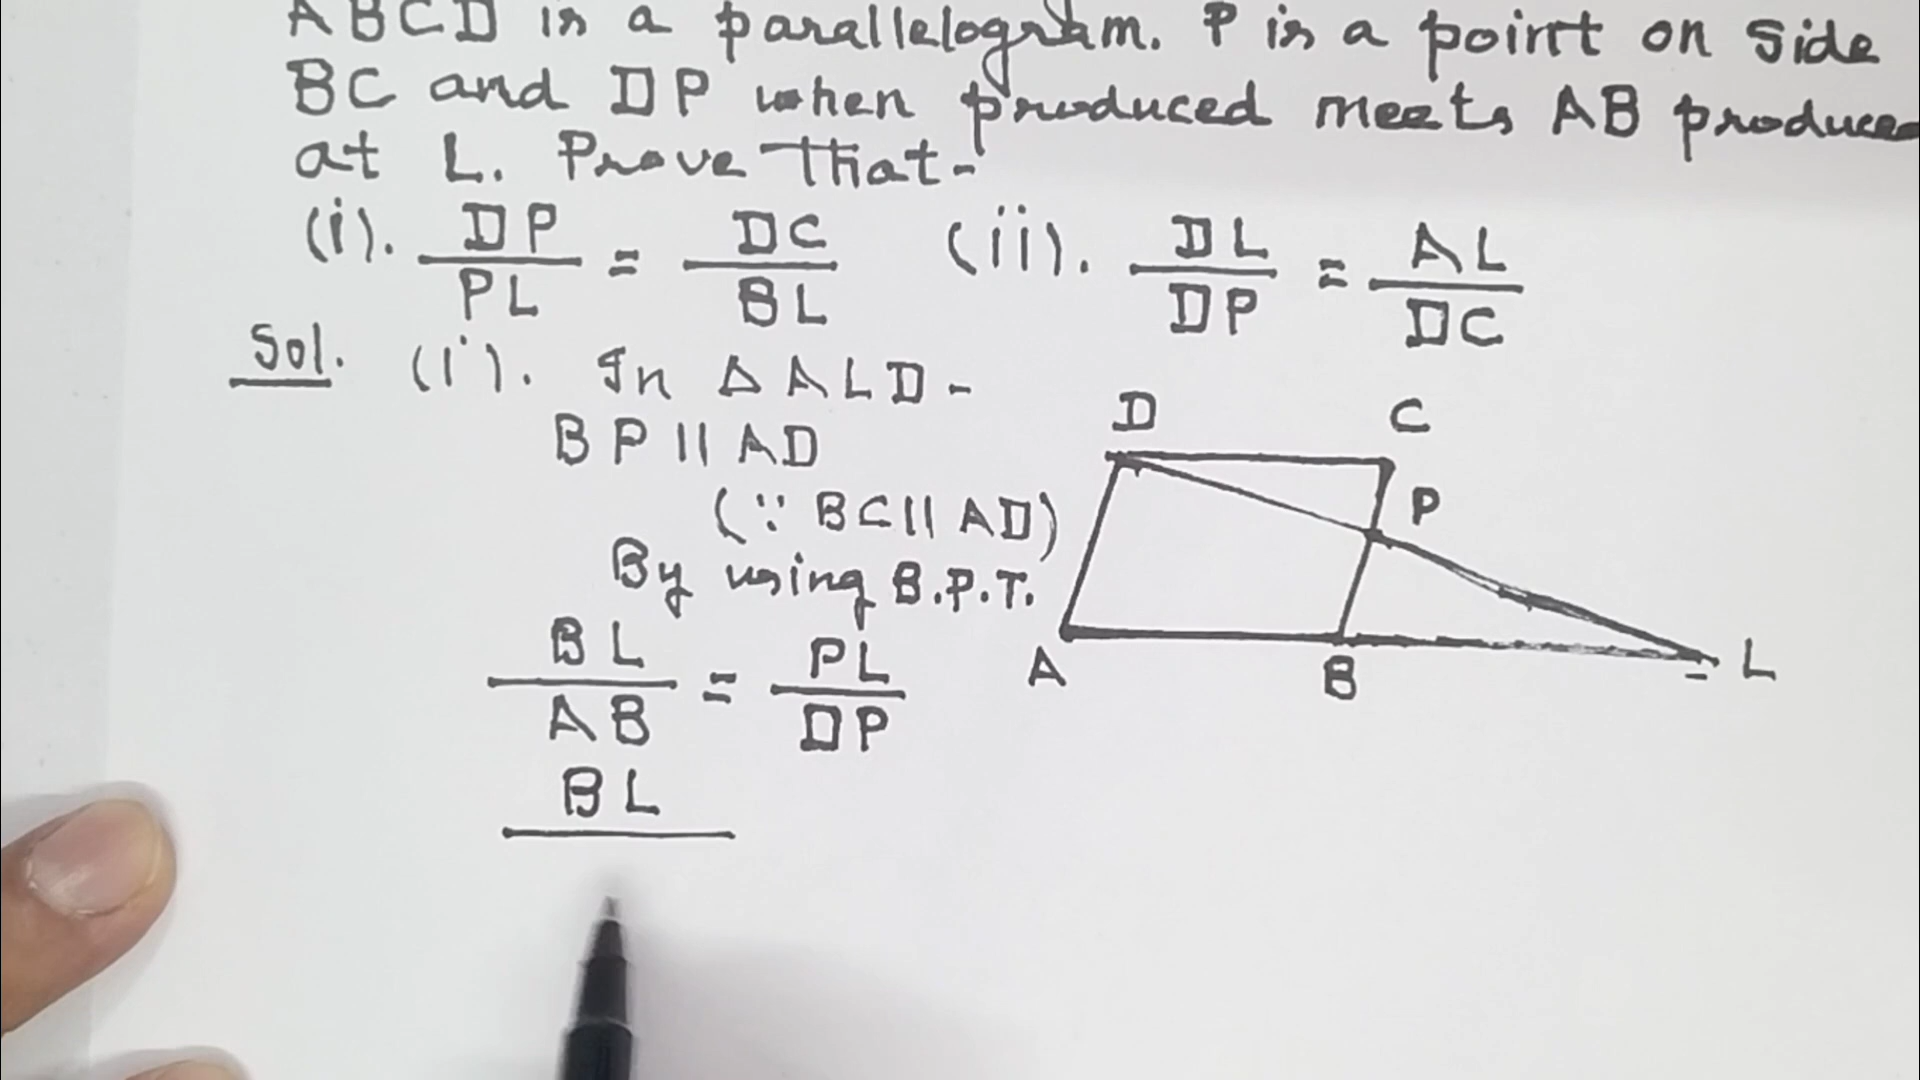 ABCD is a parallelogram. P is a point on side
BC and DP when produced meets AB produced
at L. Prove That-
(i). DP/PL = DC/BL (ii). DL/DP = AL/DC
Sol. (i). In Δ ALD -
BP || AD
(∵ BC || AD)
By using B.P.T.
BL/AB = PL/DP
BL
D C
P
A B L